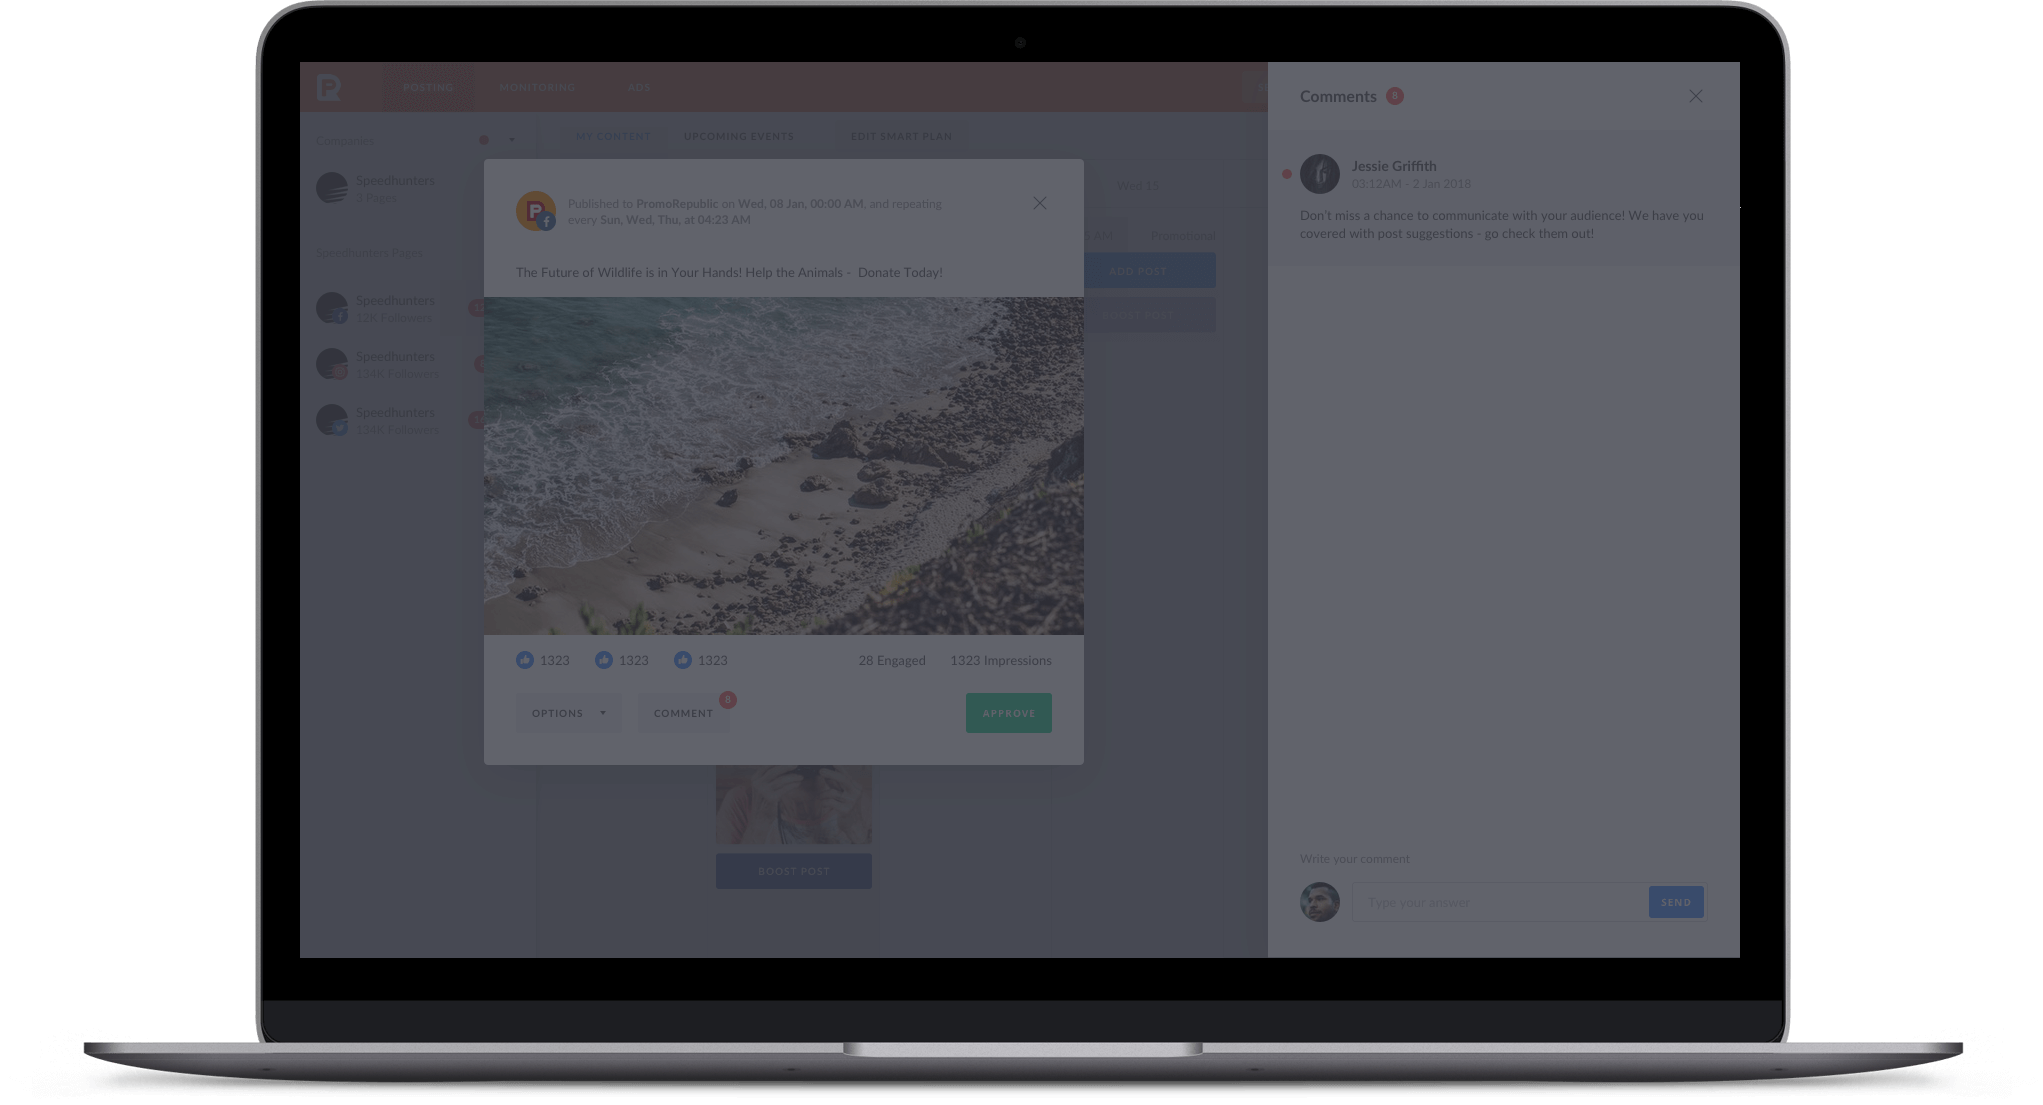 POSTING
MONITORING
ADS
Comments 8
Companies
MY CONTENT
UPCOMING EVENTS
EDIT SMART PLAN
Speedhunters
3 Pages
Speedhunters Pages
Speedhunters
12K Followers
Speedhunters
134K Followers
Speedhunters
134K Followers
Published to PromoRepublic on Wed, 08 Jan, 00:00 AM, and repeating
every Sun, Wed, Thu, at 04:23 AM
The Future of Wildlife is in Your Hands! Help the Animals - Donate Today!
1323
1323
1323
28 Engaged
1323 Impressions
OPTIONS
COMMENT
8
APPROVE
BOOST POST
Wed 15
AM
Promotional
ADD POST
BOOST POST
Jessie Griffith
03:12AM - 2 Jan 2018
Don't miss a chance to communicate with your audience! We have you
covered with post suggestions - go check them out!
Write your comment
Type your answer
SEND